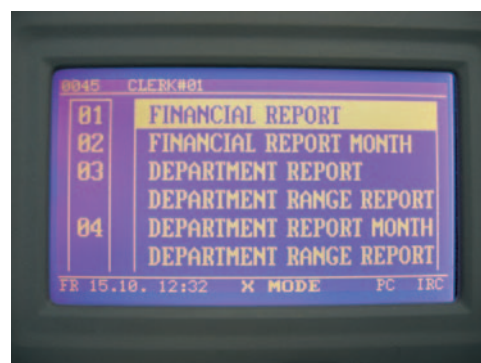 0045 CLERK#01
01 FINANCIAL REPORT
02 FINANCIAL REPORT MONTH
03 DEPARTMENT REPORT
DEPARTMENT RANGE REPORT
04 DEPARTMENT REPORT MONTH
DEPARTMENT RANGE REPORT
FR 15.10. 12:32 X MODE PC IRC